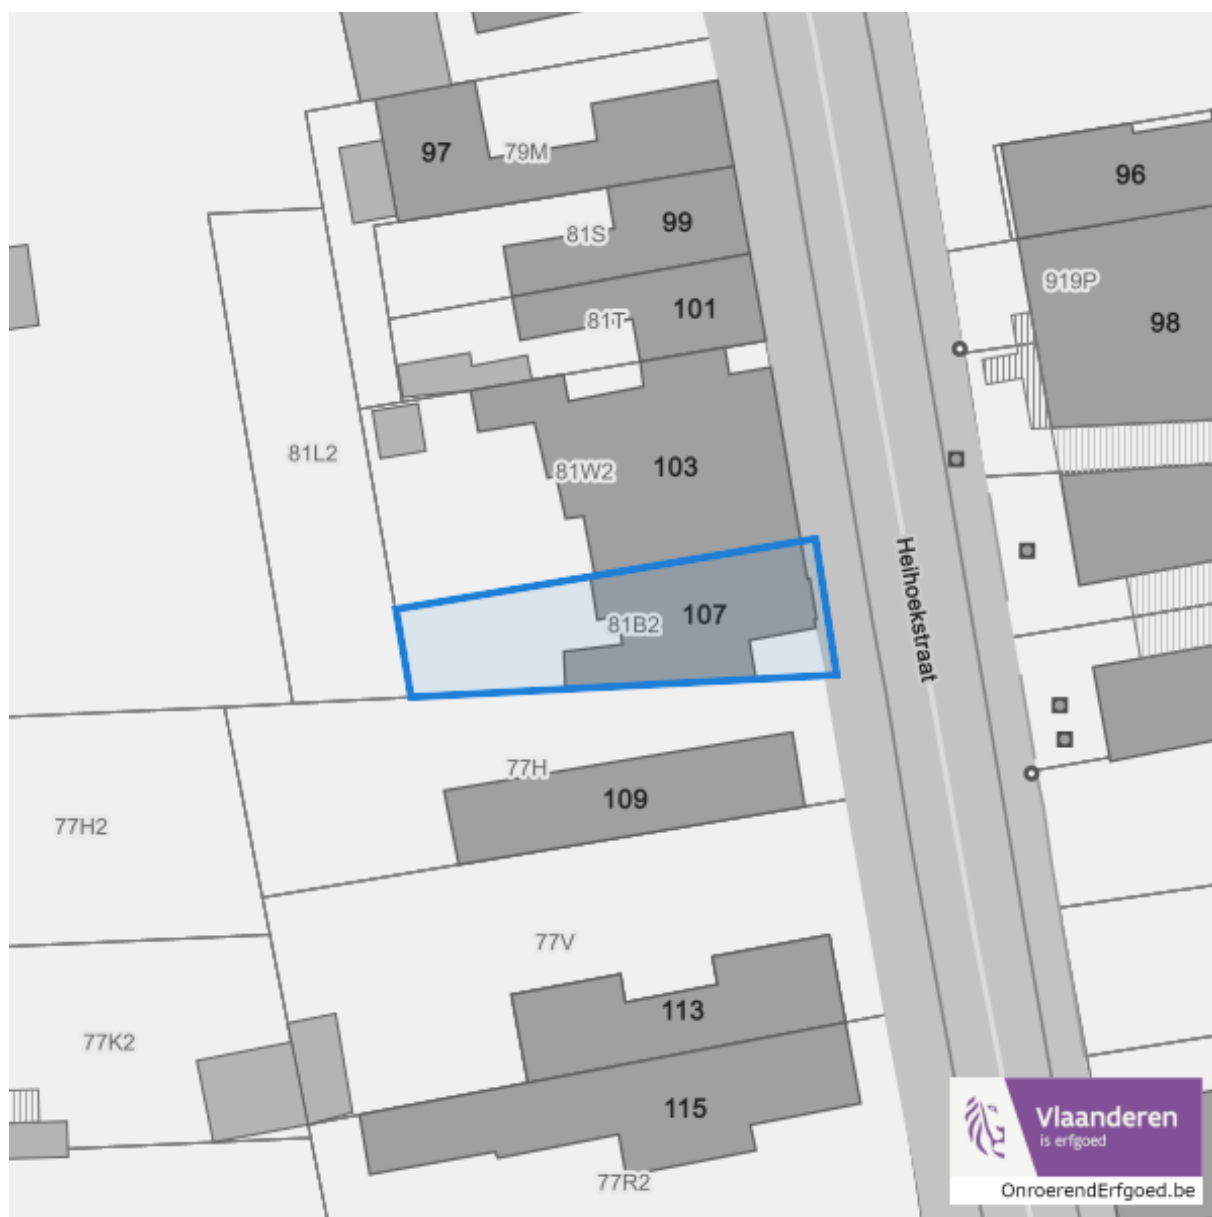 97
79M
96
99
81S
919P
101
81T
98
81L2
81W2
103
Heihoekstraat
107
81B2
77H
109
77H2
77V
113
77K2
115
77R2
Vlaanderen
is erfgoed
OnroerendErfgoed.be